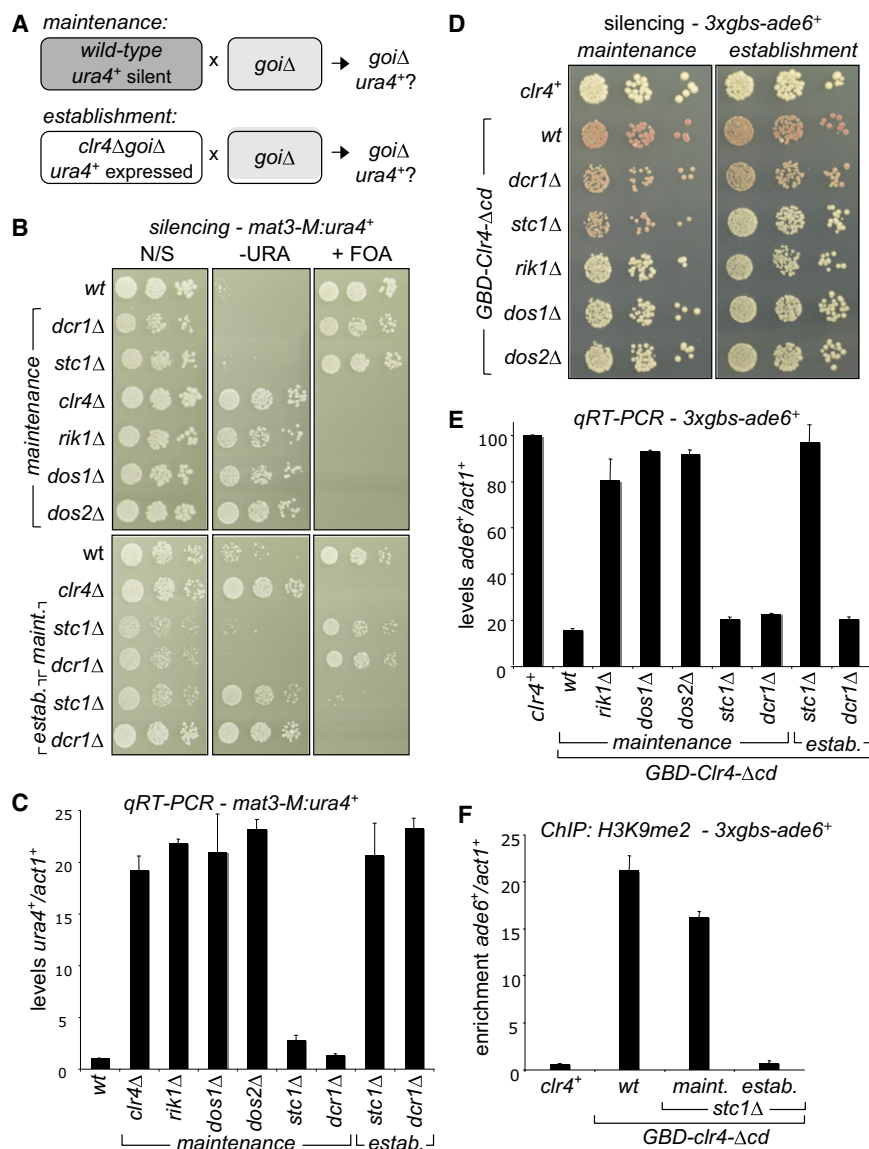 A
maintenance:
wild-type
ura4+ silent
x
goiΔ
goiΔ
ura4+?
establishment:
clr4ΔgoiΔ
ura4+ expressed
x
goiΔ
goiΔ
ura4+?
B
silencing - mat3-M:ura4+
N/S -URA + FOA
wt
maintenance
dcr1Δ
stc1Δ
clr4Δ
rik1Δ
dos1Δ
dos2Δ
wt
clr4Δ
maint.
stc1Δ
dcr1Δ
estab.
stc1Δ
dcr1Δ
C
qRT-PCR - mat3-M:ura4+
levels ura4+/act1+
25
20
15
10
5
0
wt clr4Δ rik1Δ dos1Δ dos2Δ stc1Δ dcr1Δ stc1Δ dcr1Δ
maintenance estab.
D
silencing - 3xgbs-ade6+
maintenance establishment
clr4+
GBD-Clr4-Δcd
wt
dcr1Δ
stc1Δ
rik1Δ
dos1Δ
dos2Δ
E
qRT-PCR - 3xgbs-ade6+
levels ade6+/act1+
100
80
60
40
20
0
clr4+ wt rik1Δ dos1Δ dos2Δ stc1Δ dcr1Δ stc1Δ dcr1Δ
maintenance estab.
GBD-Clr4-Δcd
F
ChIP: H3K9me2 - 3xgbs-ade6+
enrichment ade6+/act1+
25
20
15
10
5
0
clr4+ wt maint. estab.
stc1Δ
GBD-clr4-Δcd